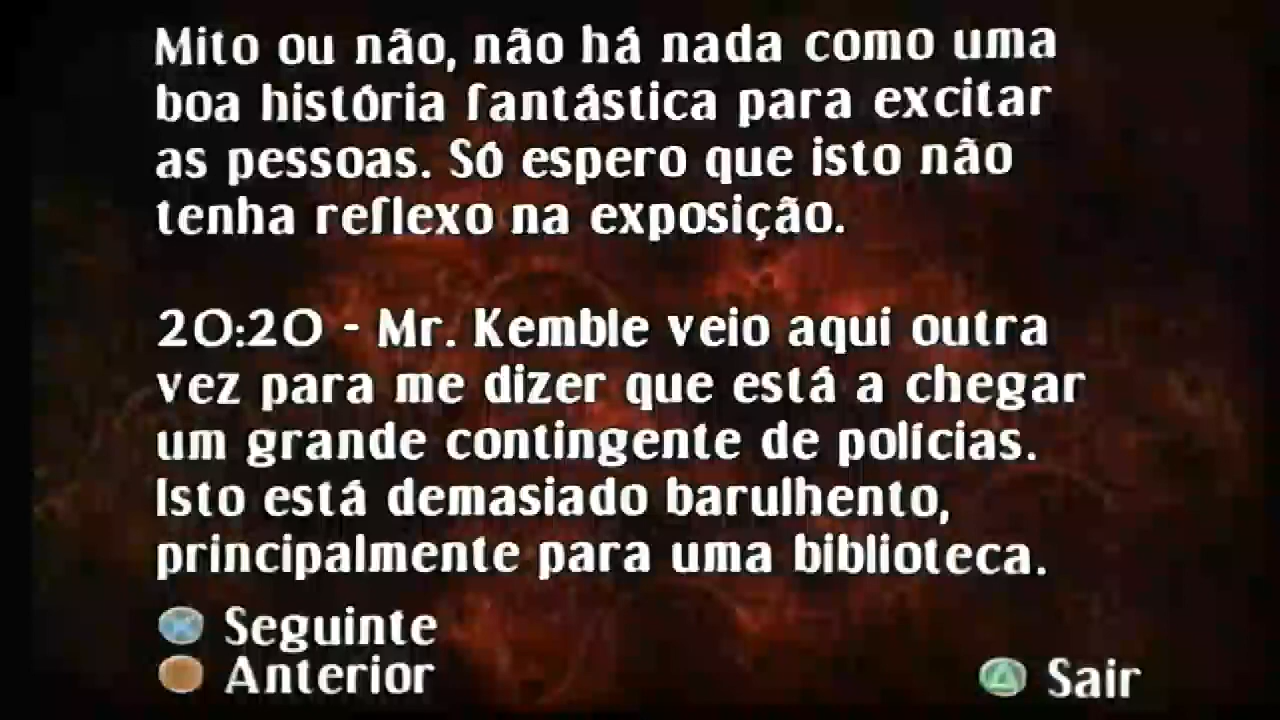 Mito ou não, não há nada como uma
boa história fantástica para excitar
as pessoas. Só espero que isto não
tenha reflexo na exposição.
20:20 - Mr. Kemble veio aqui outra
vez para me dizer que está a chegar
um grande contingente de polícias.
Isto está demasiado barulhento,
principalmente para uma biblioteca.
Seguinte
Anterior
Sair